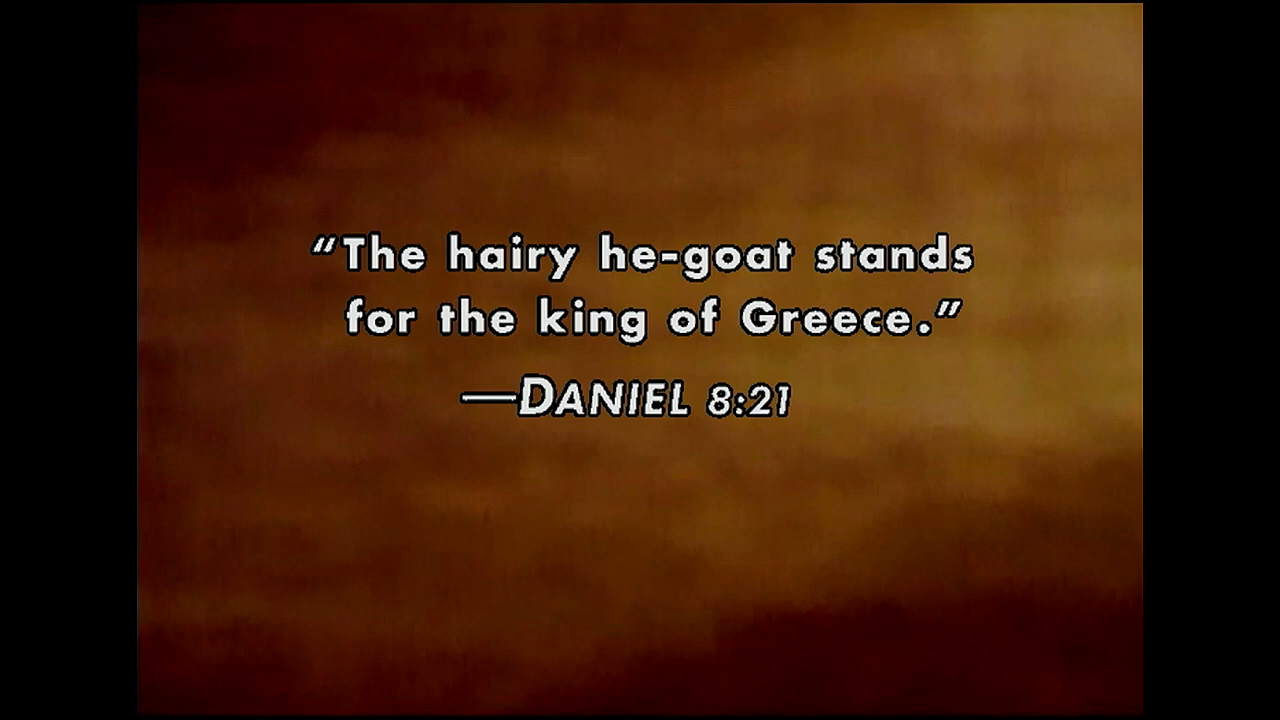 “The hairy he-goat stands
for the king of Greece.”
—DANIEL 8:21